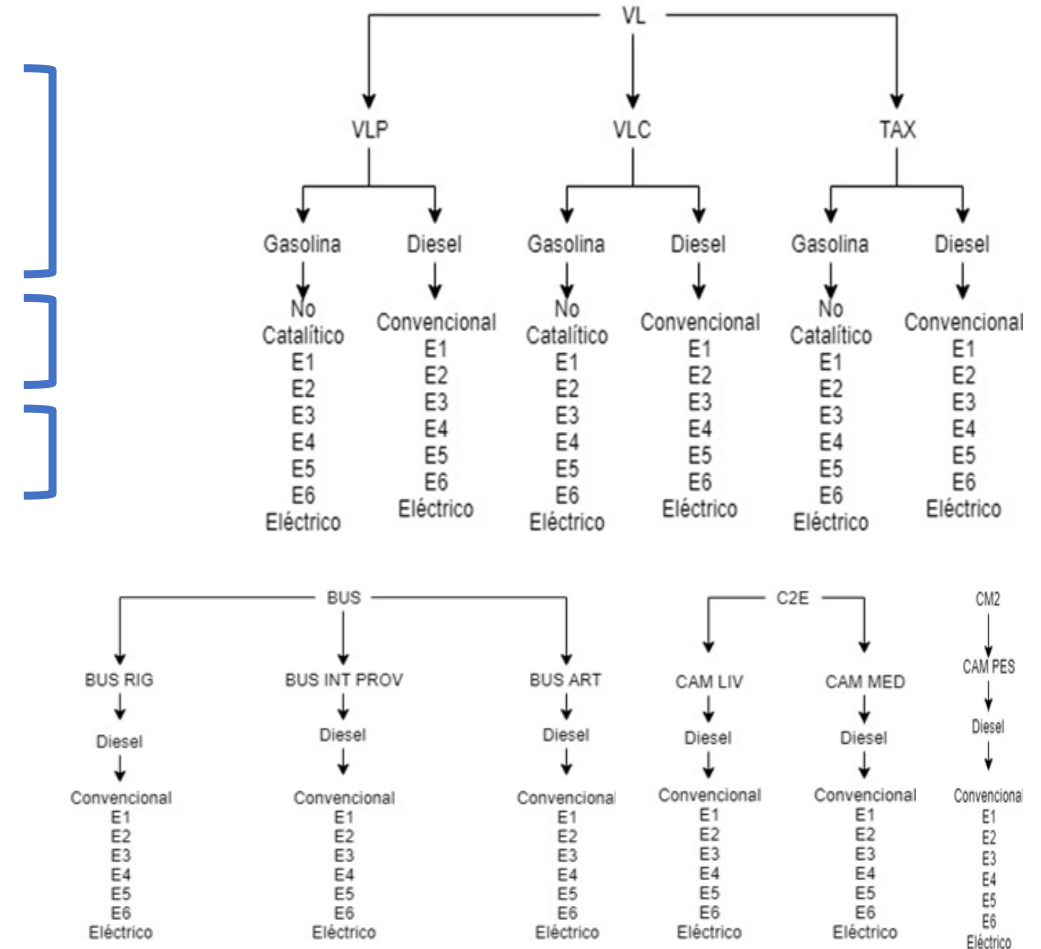 VL
VLP VLC TAX
Gasolina Diesel Gasolina Diesel Gasolina Diesel
No
Catalítico
E1
E2
E3
E4
E5
E6
Eléctrico
Convencional
E1
E2
E3
E4
E5
E6
Eléctrico
No
Catalítico
E1
E2
E3
E4
E5
E6
Eléctrico
Convencional
E1
E2
E3
E4
E5
E6
Eléctrico
No
Catalítico
E1
E2
E3
E4
E5
E6
Eléctrico
Convencional
E1
E2
E3
E4
E5
E6
Eléctrico
BUS
BUS RIG BUS INT PROV BUS ART
Diesel Diesel Diesel
Convencional
E1
E2
E3
E4
E5
E6
Eléctrico
Convencional
E1
E2
E3
E4
E5
E6
Eléctrico
Convencional
E1
E2
E3
E4
E5
E6
Eléctrico
C2E
CAM LIV CAM MED
Diesel Diesel
Convencional
E1
E2
E3
E4
E5
E6
Eléctrico
Convencional
E1
E2
E3
E4
E5
E6
Eléctrico
CM2
CAM PES
Diesel
Convencional
E1
E2
E3
E4
E5
E6
Eléctrico